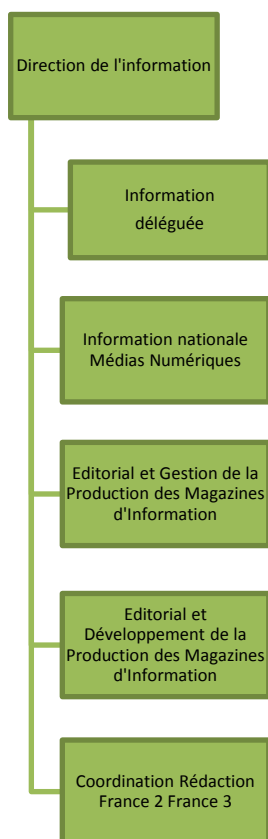 Direction de l'information
Information
déléguée
Information nationale
Médias Numériques
Editorial et Gestion de la
Production des Magazines
d'Information
Editorial et
Développement de la
Production des Magazines
d'Information
Coordination Rédaction
France 2 France 3